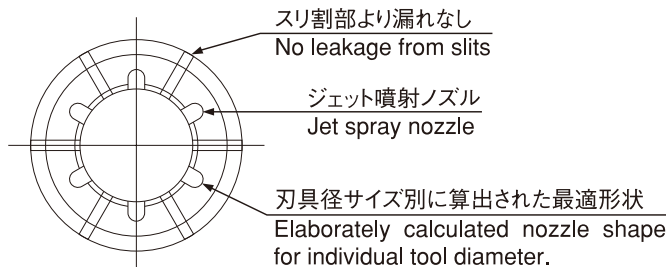 スリ割部より漏れなし
No leakage from slits
ジェット噴射ノズル
Jet spray nozzle
刃具径サイズ別に算出された最適形状
Elaborately calculated nozzle shape
for individual tool diameter.